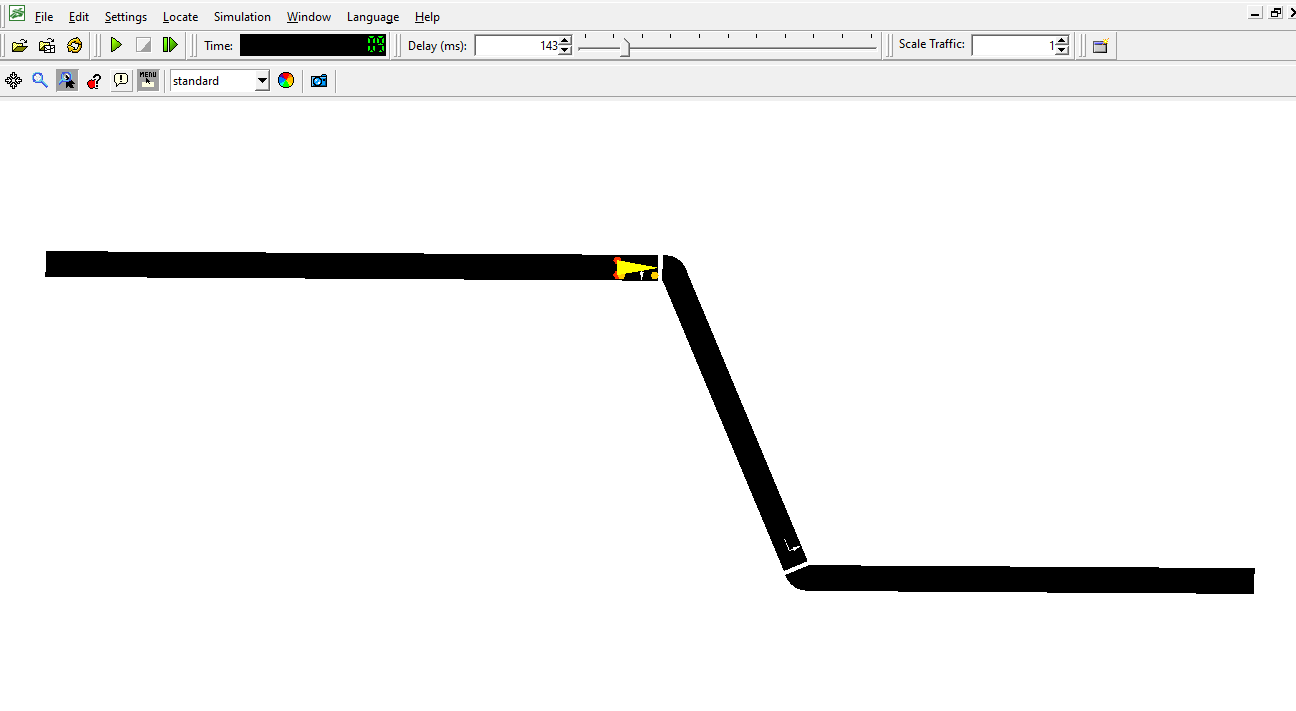 File Edit Settings Locate Simulation Window Language Help
Time: 09 Delay (ms): 143 Scale Traffic: 1
MENU standard